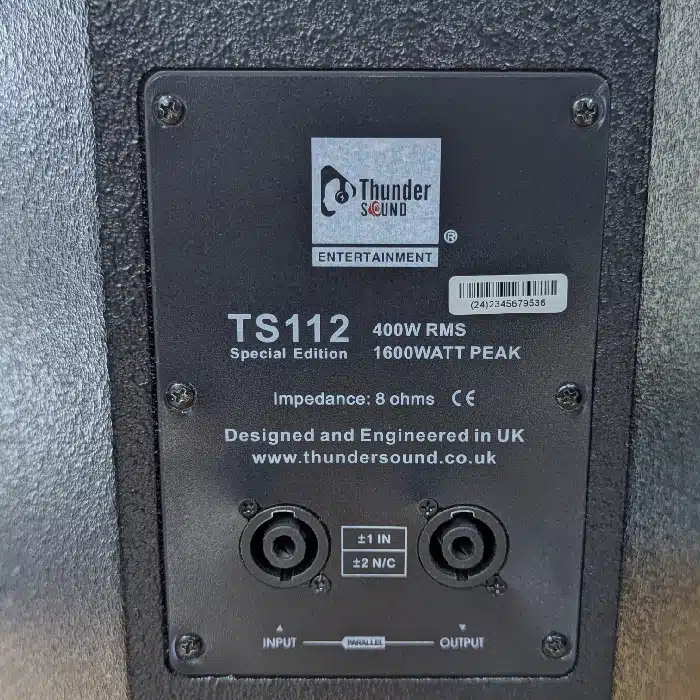 Thunder
SOUND
ENTERTAINMENT ®
(24)2345679536
TS112 400W RMS
Special Edition 1600WATT PEAK
Impedance: 8 ohms CE
Designed and Engineered in UK
www.thundersound.co.uk
±1 IN
±2 N/C
INPUT PARALLEL OUTPUT